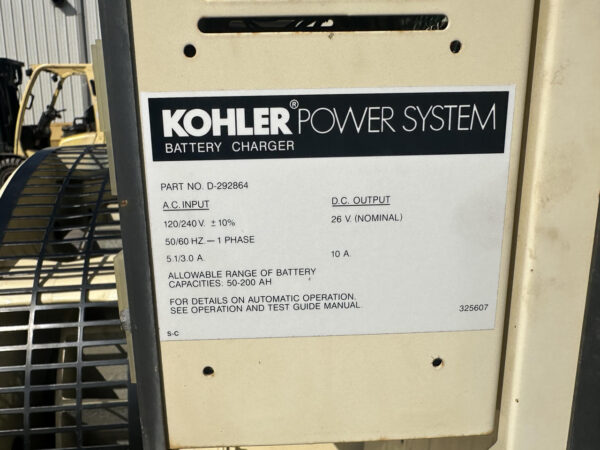 KOHLER® POWER SYSTEM
BATTERY CHARGER
PART NO. D-292864
A.C. INPUT D.C. OUTPUT
120/240 V. ± 10% 26 V. (NOMINAL)
50/60 HZ. — 1 PHASE
5.1/3.0 A. 10 A.
ALLOWABLE RANGE OF BATTERY
CAPACITIES: 50-200 AH
FOR DETAILS ON AUTOMATIC OPERATION.
SEE OPERATION AND TEST GUIDE MANUAL 325607
S-C